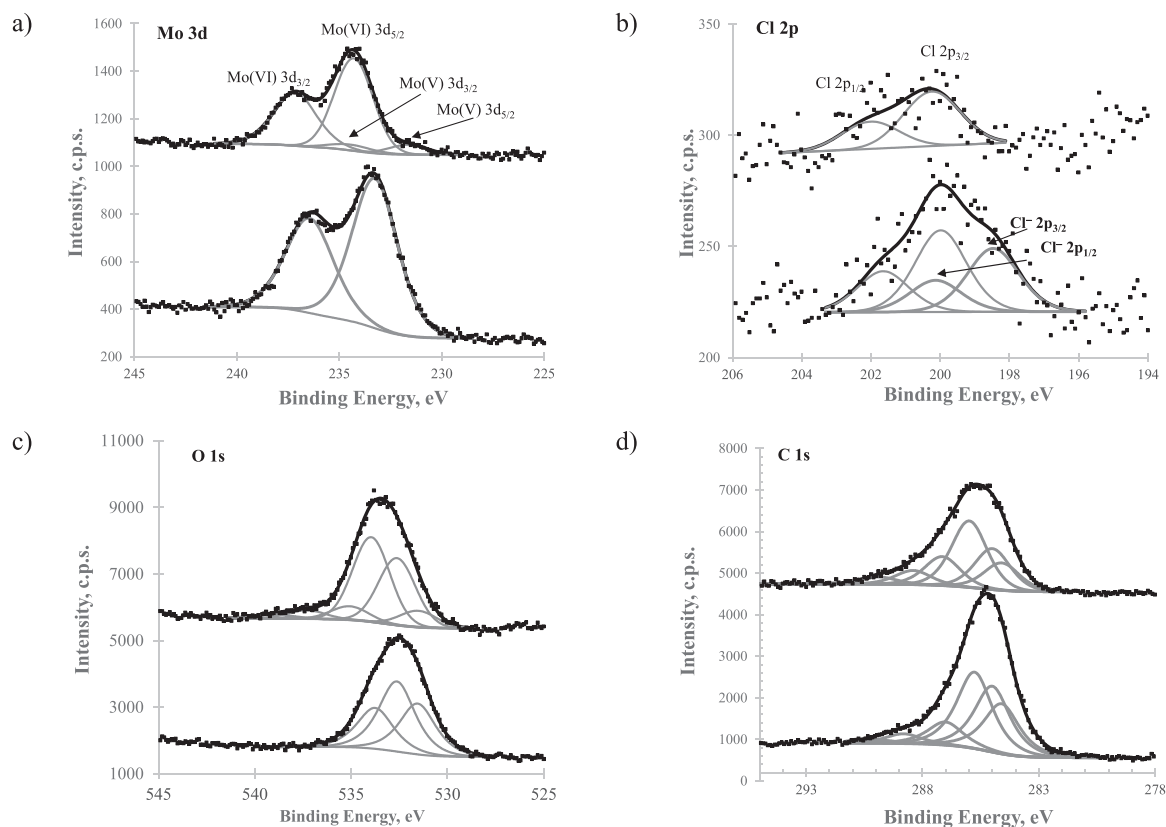 a)
Mo 3d
Mo(VI) 3d5/2
Mo(VI) 3d3/2
Mo(V) 3d3/2
Mo(V) 3d5/2
1600
1400
1200
1000
800
600
400
200
245
240
235
230
225
Intensity, c.p.s.
Binding Energy, eV
b)
Cl 2p
Cl 2p3/2
Cl 2p1/2
Cl⁻ 2p3/2
Cl⁻ 2p1/2
350
300
250
200
206
204
202
200
198
196
194
Intensity, c.p.s.
Binding Energy, eV
c)
O 1s
11000
9000
7000
5000
3000
1000
545
540
535
530
525
Intensity, c.p.s.
Binding Energy, eV
d)
C 1s
8000
7000
6000
5000
4000
3000
2000
1000
0
293
288
283
278
Intensity, c.p.s.
Binding Energy, eV